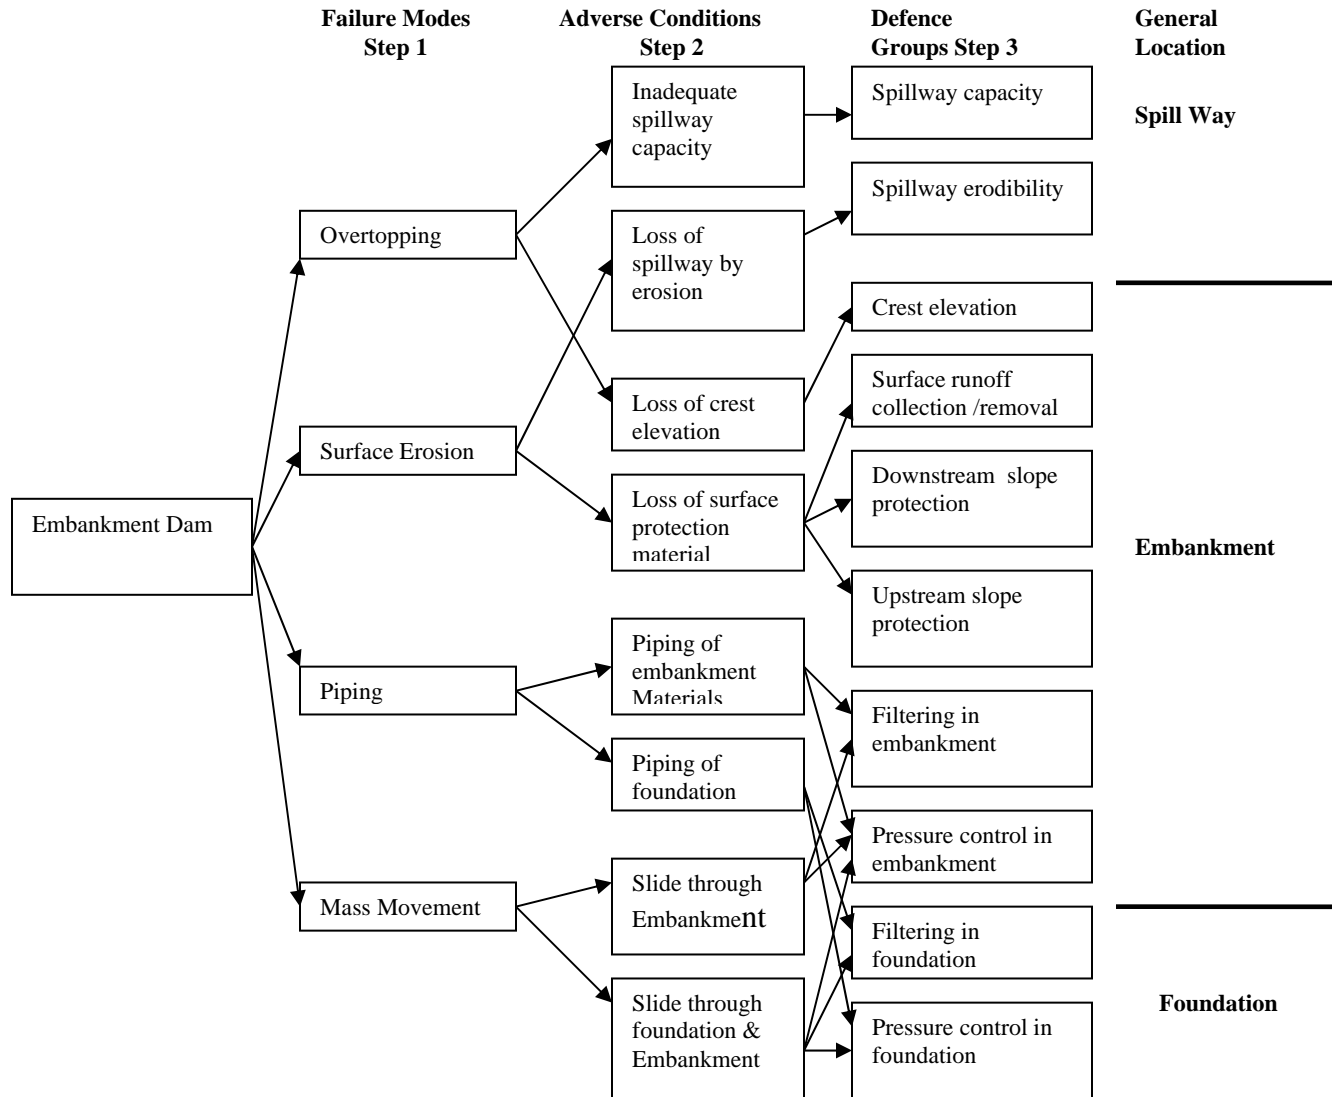 Failure Modes
Step 1
Adverse Conditions
Step 2
Defence
Groups Step 3
General
Location
Inadequate
spillway
capacity
Spillway capacity
Spill Way
Spillway erodibility
Overtopping
Loss of
spillway by
erosion
Crest elevation
Surface runoff
collection /removal
Loss of crest
elevation
Surface Erosion
Downstream slope
protection
Loss of surface
protection
material
Embankment Dam
Embankment
Upstream slope
protection
Piping of
embankment
Materials
Piping
Filtering in
embankment
Piping of
foundation
Pressure control in
embankment
Slide through
Embankment
Mass Movement
Filtering in
foundation
Slide through
foundation &
Embankment
Foundation
Pressure control in
foundation